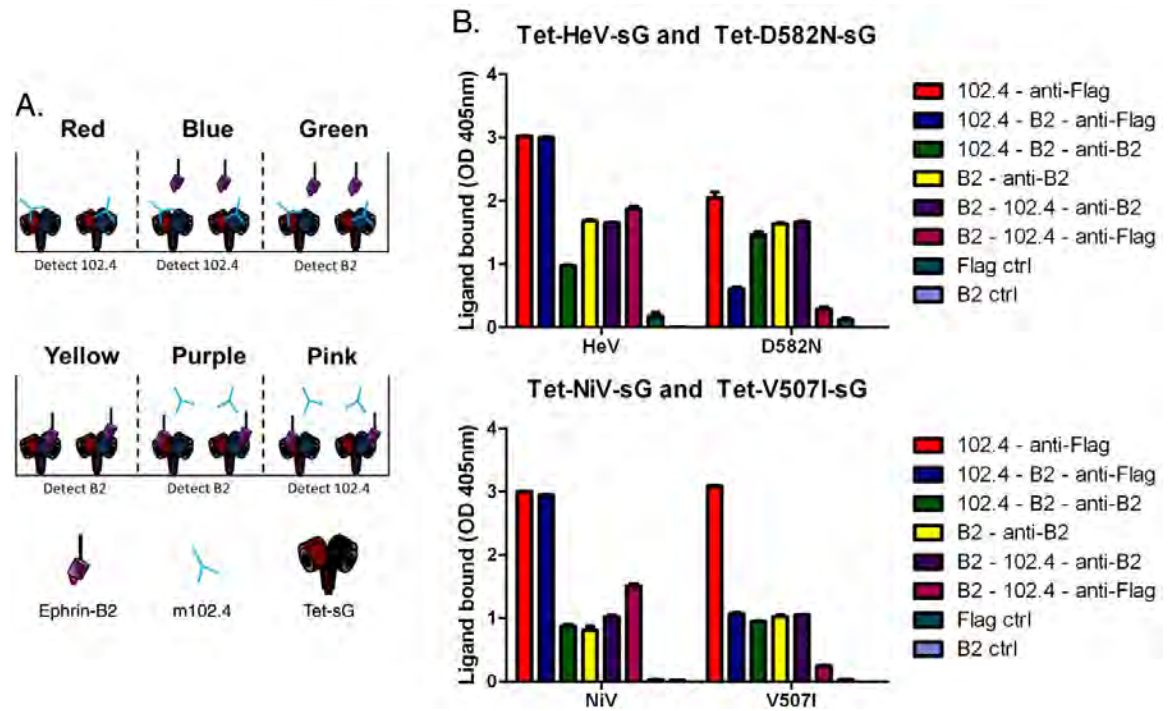 A.
Red Blue Green
Detect 102.4 Detect 102.4 Detect B2
Yellow Purple Pink
Detect B2 Detect B2 Detect 102.4
Ephrin-B2 m102.4 Tet-sG
B.
Tet-HeV-sG and Tet-D582N-sG
Ligand bound (OD 405nm)
4
3
2
1
0
HeV D582N
102.4 - anti-Flag
102.4 - B2 - anti-Flag
102.4 - B2 - anti-B2
B2 - anti-B2
B2 - 102.4 - anti-B2
B2 - 102.4 - anti-Flag
Flag ctrl
B2 ctrl
Tet-NiV-sG and Tet-V507I-sG
Ligand bound (OD 405nm)
4
3
2
1
0
NiV V507I
102.4 - anti-Flag
102.4 - B2 - anti-Flag
102.4 - B2 - anti-B2
B2 - anti-B2
B2 - 102.4 - anti-B2
B2 - 102.4 - anti-Flag
Flag ctrl
B2 ctrl